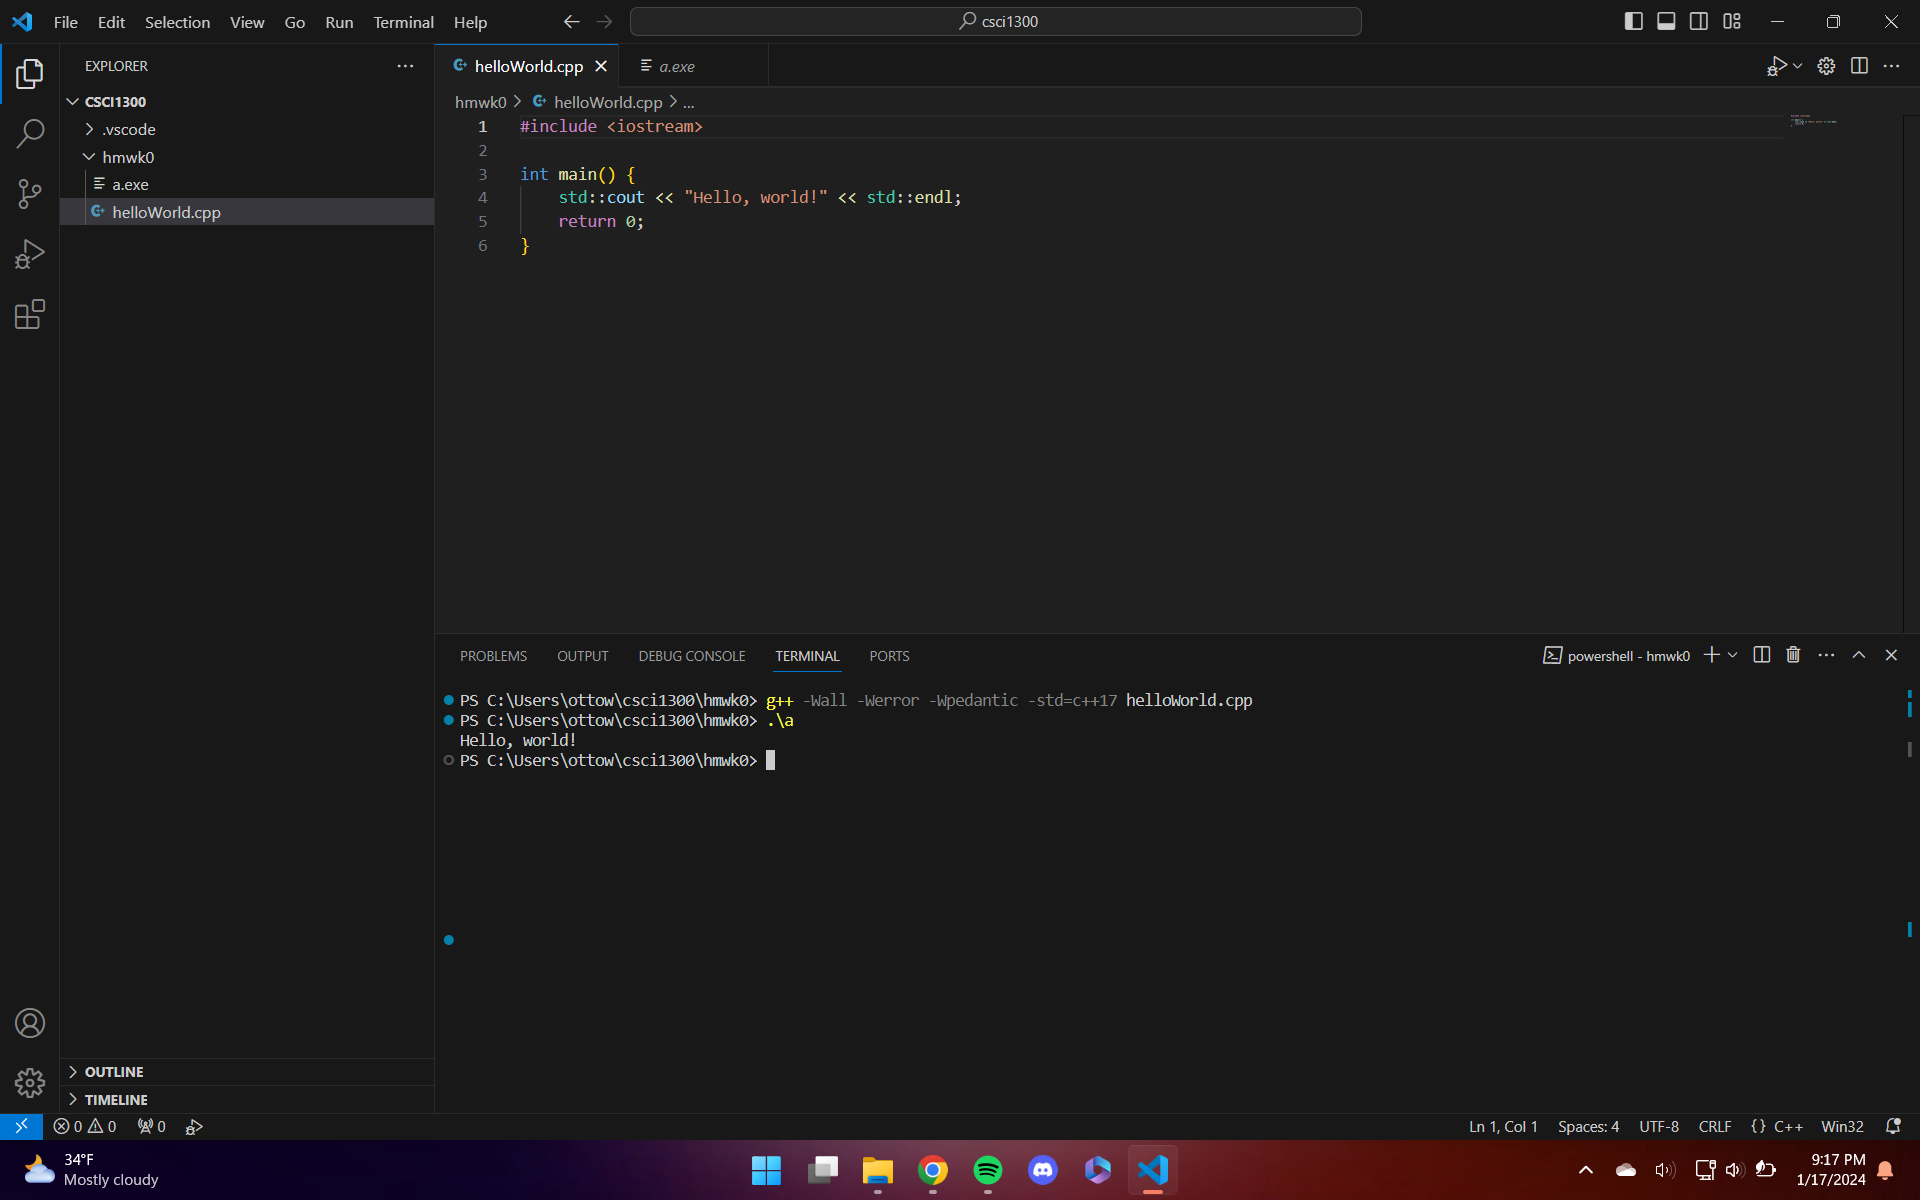 File Edit Selection View Go Run Terminal Help
csci1300
EXPLORER
CSCI1300
.vscode
hmwk0
a.exe
helloWorld.cpp
OUTLINE
TIMELINE
helloWorld.cpp
a.exe
hmwk0 > helloWorld.cpp > ...
1 #include <iostream>
2
3 int main() {
4     std::cout << "Hello, world!" << std::endl;
5     return 0;
6 }
PROBLEMS OUTPUT DEBUG CONSOLE TERMINAL PORTS
powershell - hmwk0
PS C:\Users\ottow\csci1300\hmwk0> g++ -Wall -Werror -Wpedantic -std=c++17 helloWorld.cpp
PS C:\Users\ottow\csci1300\hmwk0> .\a
Hello, world!
PS C:\Users\ottow\csci1300\hmwk0>
0 0 0
Ln 1, Col 1 Spaces: 4 UTF-8 CRLF {} C++ Win32
34°F
Mostly cloudy
9:17 PM
1/17/2024